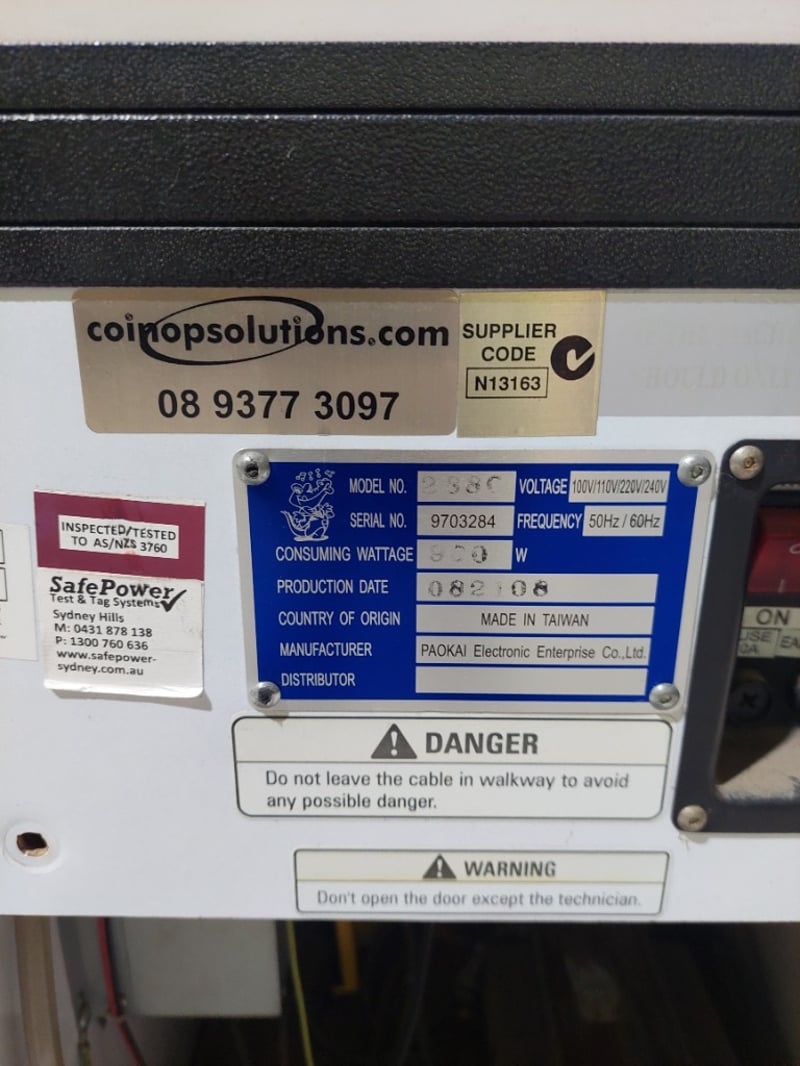 coinopsolutions.com
08 9377 3097
SUPPLIER
CODE
N13163
INSPECTED/TESTED
TO AS/NZS 3760
SafePower
Test & Tag Systems
Sydney Hills
M: 0431 878 138
P: 1300 760 636
www.safepower-
sydney.com.au
MODEL NO.
VOLTAGE 100V/110V/220V/240V
SERIAL NO. 9703284 FREQUENCY 50Hz / 60Hz
CONSUMING WATTAGE W
PRODUCTION DATE
COUNTRY OF ORIGIN MADE IN TAIWAN
MANUFACTURER PAOKAI Electronic Enterprise Co.,Ltd.
DISTRIBUTOR
ON
DANGER
Do not leave the cable in walkway to avoid
any possible danger.
WARNING
Don't open the door except the technician.